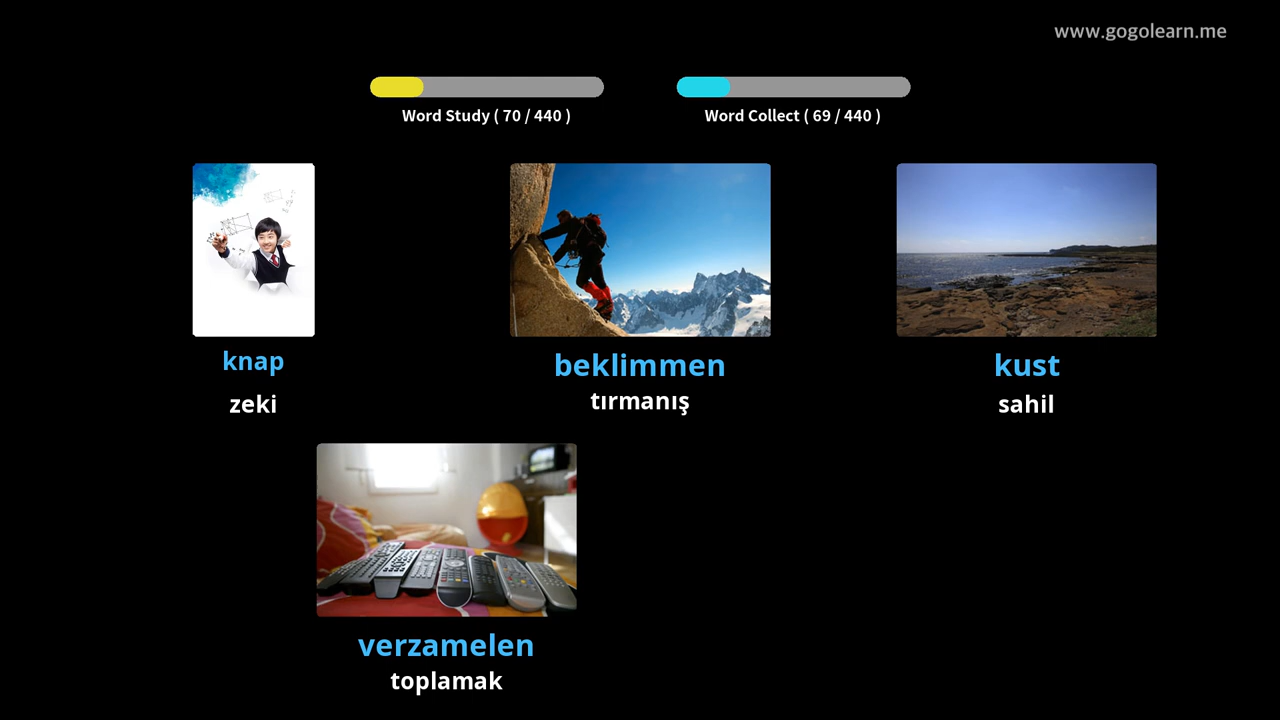 www.gogolearn.me
Word Study ( 70 / 440 )
Word Collect ( 69 / 440 )
knap
zeki
beklimmen
tırmanış
kust
sahil
verzamelen
toplamak